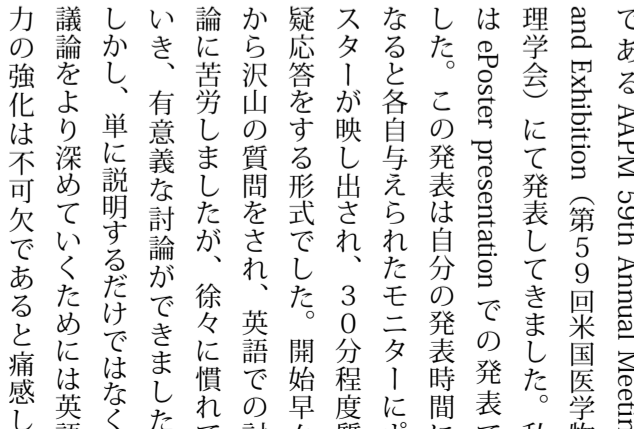 である AAPM 59th Annual Meetin
and Exhibition（第５９回米国医学物
理学会）にて発表してきました。私
は ePoster presentation での発表で
した。この発表は自分の発表時間に
なると各自与えられたモニターにポ
スターが映し出され、３０分程度質
疑応答をする形式でした。開始早々
から沢山の質問をされ、英語での討
論に苦労しましたが、徐々に慣れて
いき、有意義な討論ができました
しかし、単に説明するだけではなく
議論をより深めていくためには英語
力の強化は不可欠であると痛感し